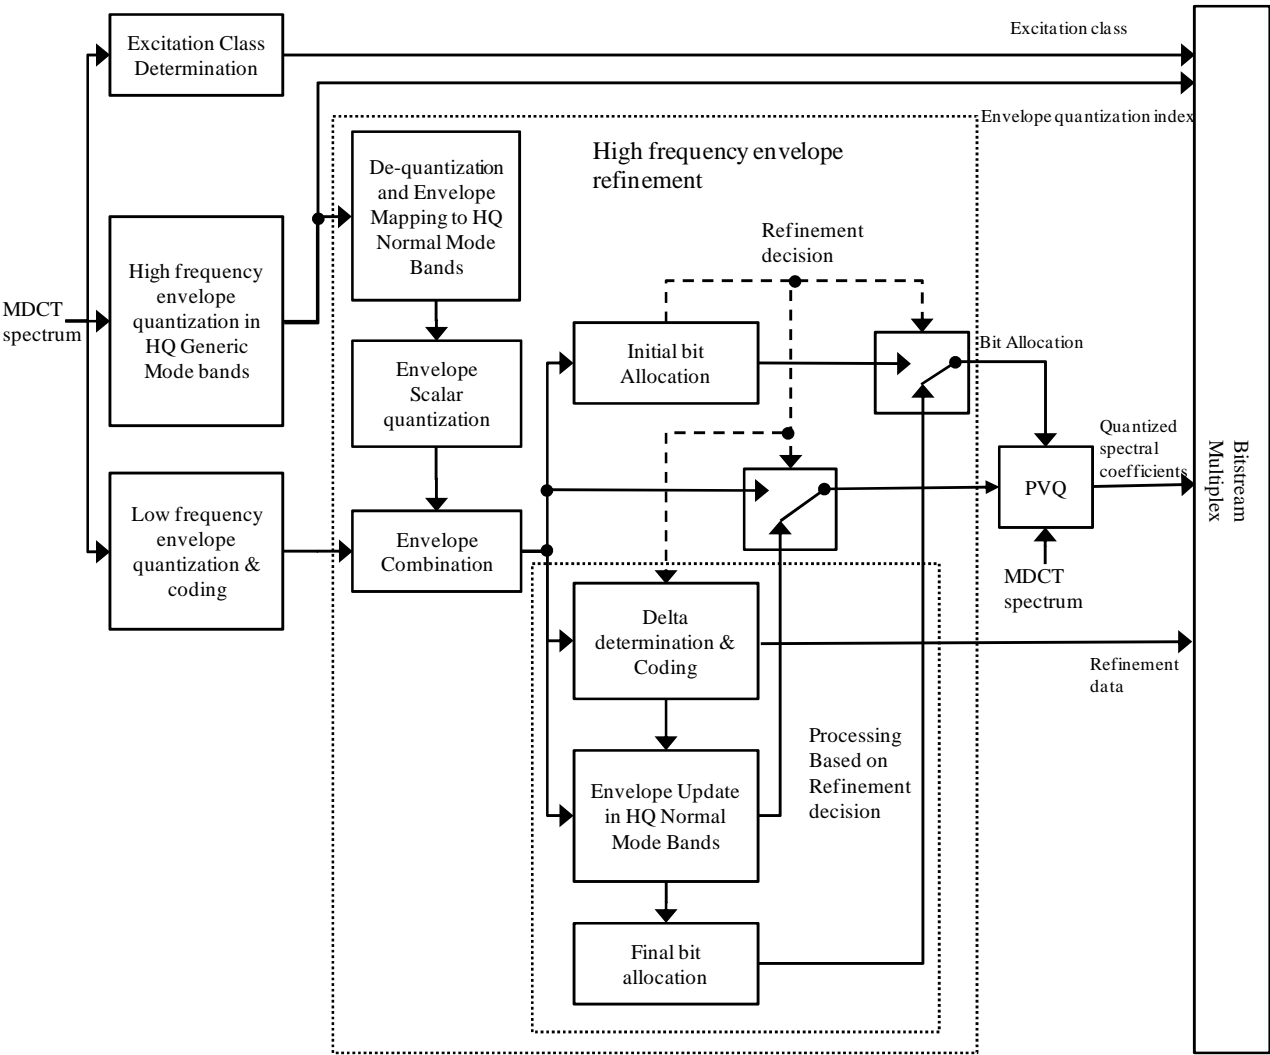 Excitation Class
Determination
Excitation class
Envelope quantization index
High frequency envelope
refinement
De-quantization
and Envelope
Mapping to HQ
Normal Mode
Bands
Refinement
decision
High frequency
envelope
quantization in
HQ Generic
Mode bands
MDCT
spectrum
Envelope
Scalar
quantization
Initial bit
Allocation
Bit Allocation
Quantized
spectral
coefficients
Bitstream
Multiplex
PVQ
Low frequency
envelope
quantization &
coding
Envelope
Combination
MDCT
spectrum
Delta
determination &
Coding
Refinement
data
Processing
Based on
Refinement
decision
Envelope Update
in HQ Normal
Mode Bands
Final bit
allocation